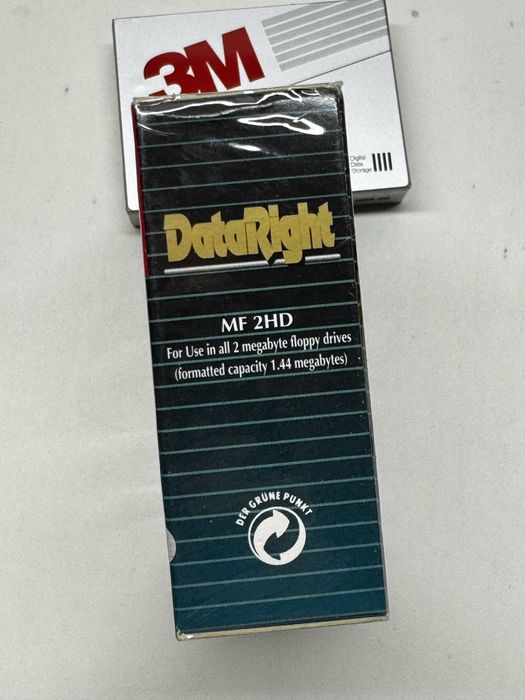 3M
Digital
Data
Storage
DataRight
MF 2HD
For Use in all 2 megabyte floppy drives
(formatted capacity 1.44 megabytes)
DER GRÜNE PUNKT